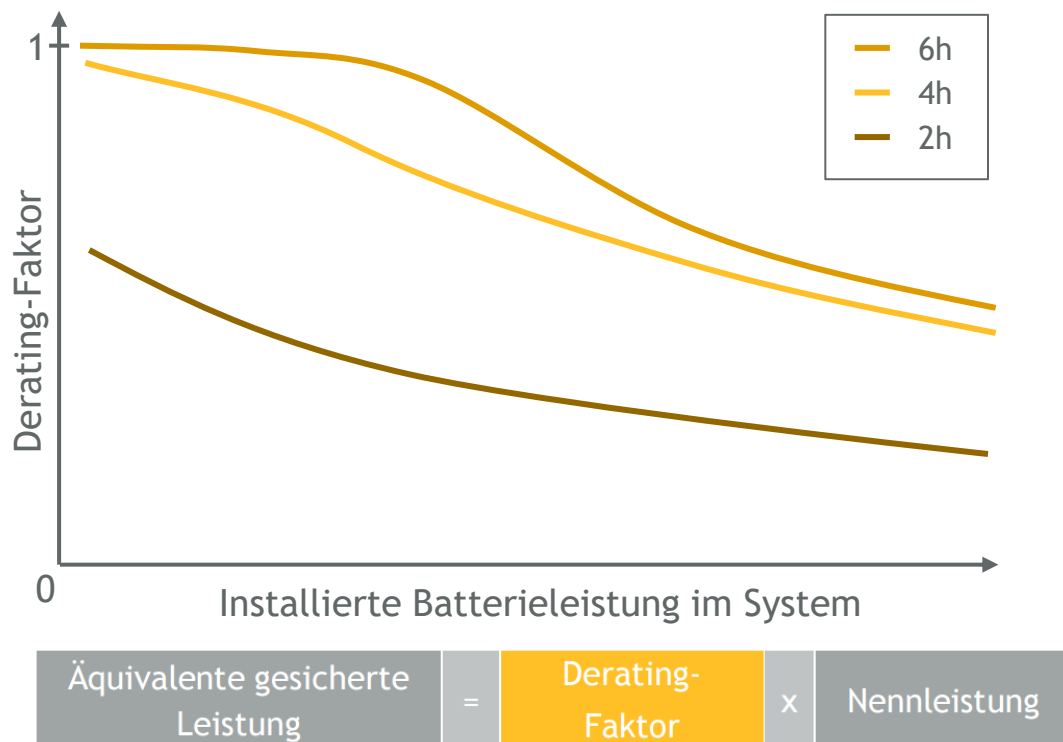 1
6h
4h
2h
Derating-Faktor
0
Installierte Batterieleistung im System
Äquivalente gesicherte
Leistung
=
Derating-
Faktor
x
Nennleistung